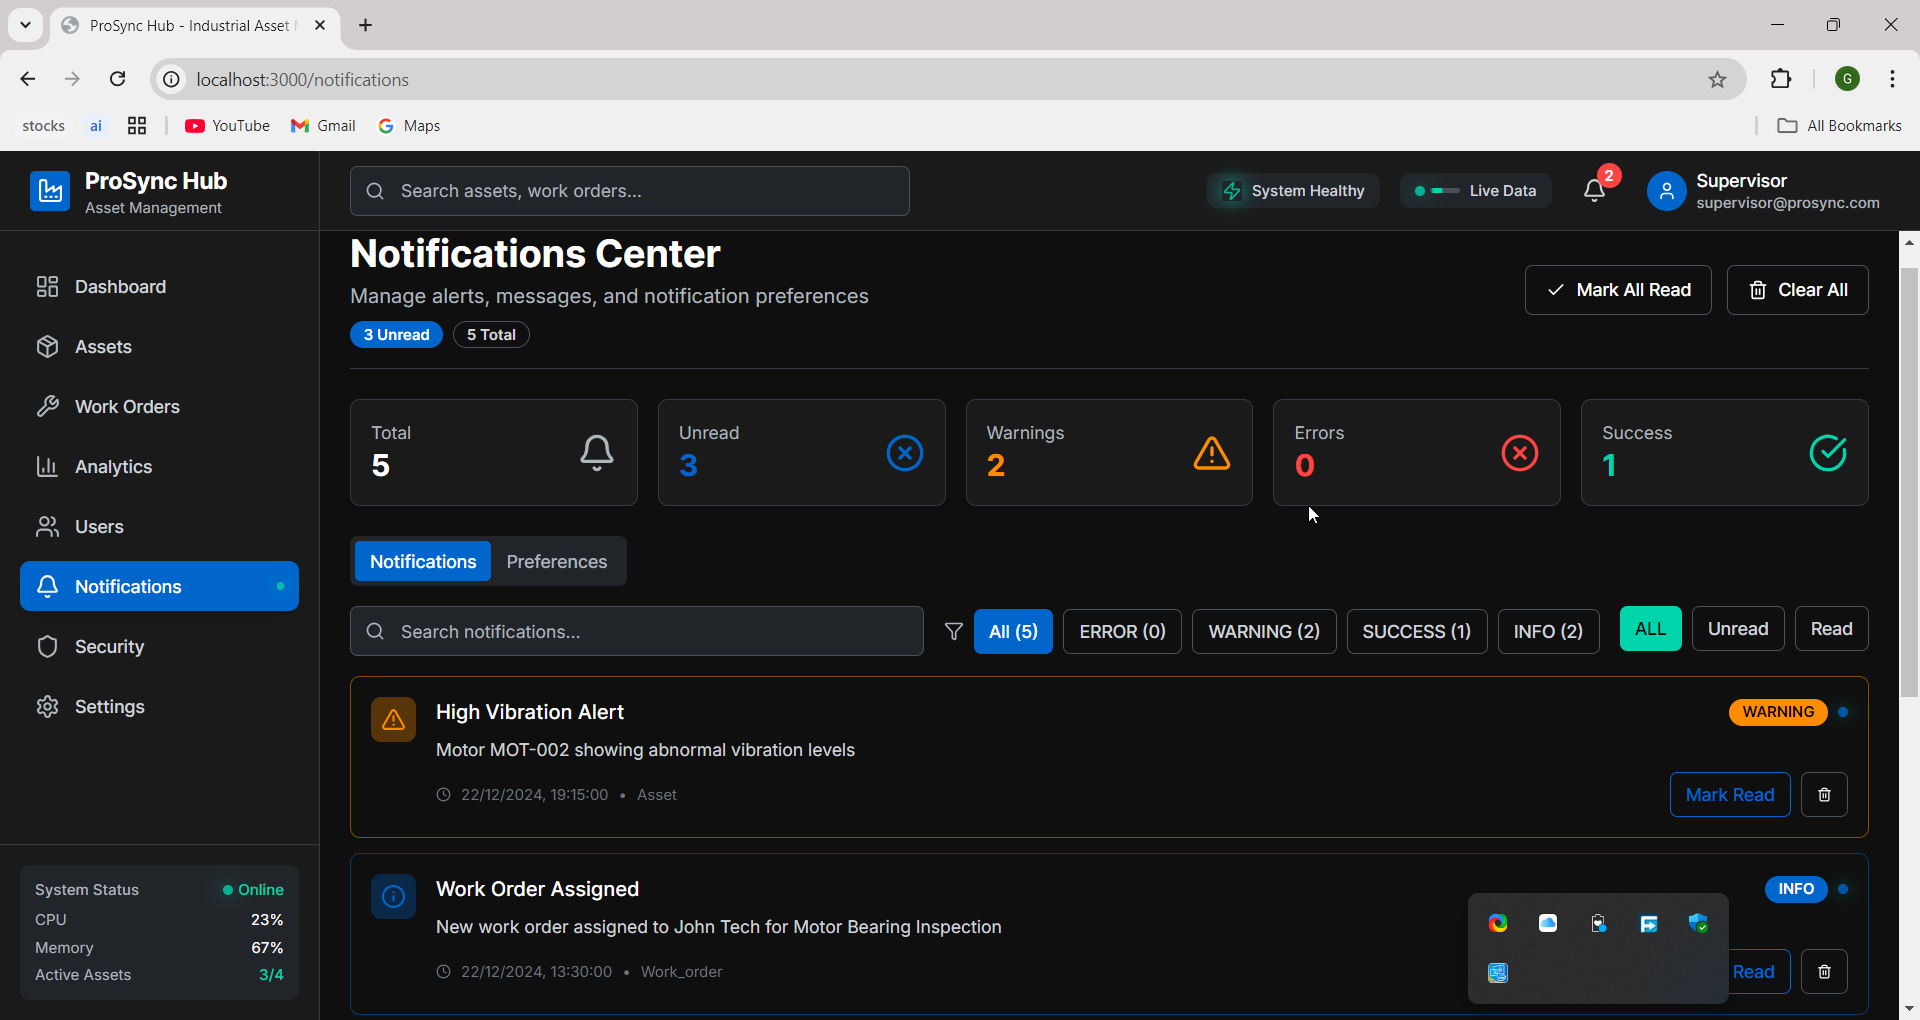 ProSync Hub - Industrial Asset
localhost:3000/notifications
G
stocks
ai
YouTube
Gmail
Maps
All Bookmarks
ProSync Hub
Asset Management
Search assets, work orders...
System Healthy
Live Data
2
Supervisor
supervisor@prosync.com
Dashboard
Assets
Work Orders
Analytics
Users
Notifications
Security
Settings
System Status
Online
CPU
23%
Memory
67%
Active Assets
3/4
Notifications Center
Manage alerts, messages, and notification preferences
3 Unread
5 Total
Mark All Read
Clear All
Total
5
Unread
3
Warnings
2
Errors
0
Success
1
Notifications
Preferences
Search notifications...
All (5)
ERROR (0)
WARNING (2)
SUCCESS (1)
INFO (2)
ALL
Unread
Read
High Vibration Alert
WARNING
Motor MOT-002 showing abnormal vibration levels
22/12/2024, 19:15:00 • Asset
Mark Read
Work Order Assigned
INFO
New work order assigned to John Tech for Motor Bearing Inspection
22/12/2024, 13:30:00 • Work_order
Read